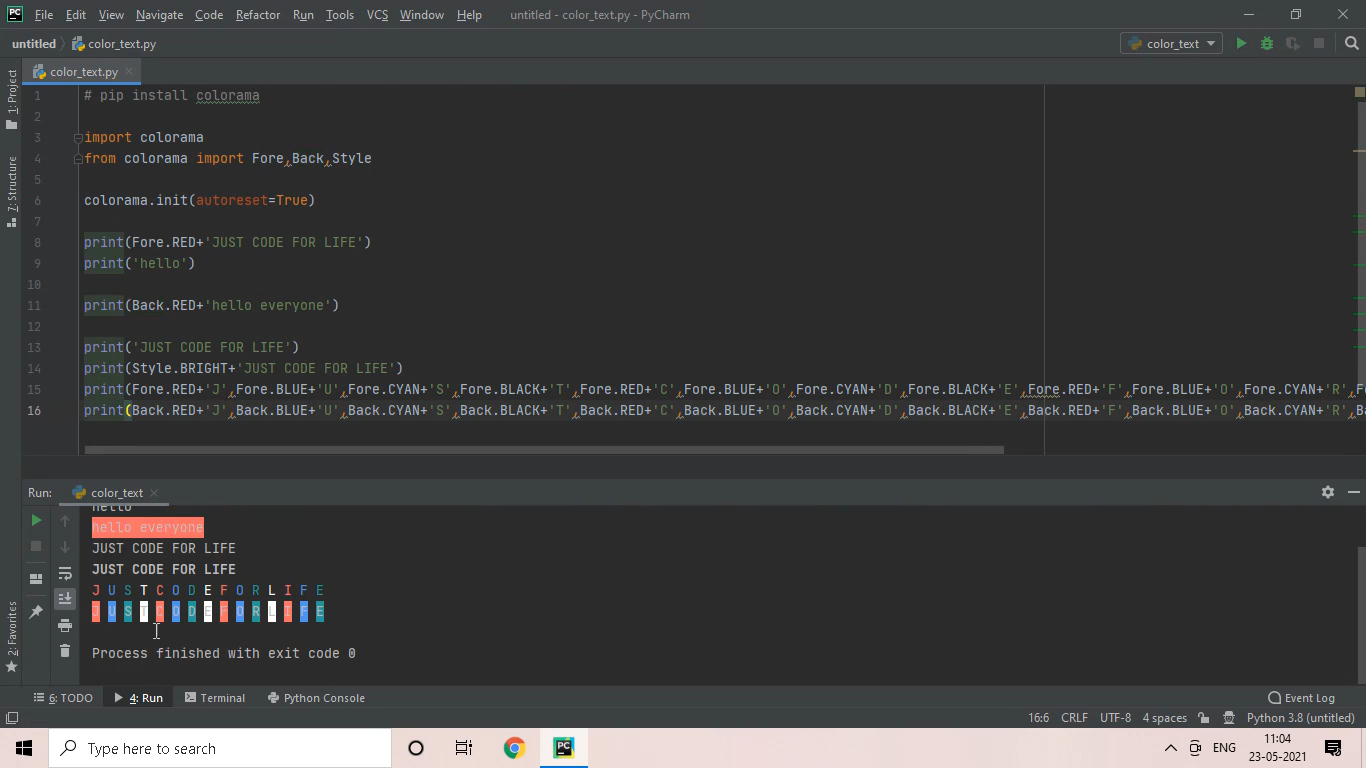 PC File Edit View Navigate Code Refactor Run Tools VCS Window Help untitled - color_text.py - PyCharm
untitled color_text.py color_text
color_text.py
1: Project
7: Structure
2: Favorites
1 # pip install colorama
2
3 import colorama
4 from colorama import Fore,Back,Style
5
6 colorama.init(autoreset=True)
7
8 print(Fore.RED+'JUST CODE FOR LIFE')
9 print('hello')
10
11 print(Back.RED+'hello everyone')
12
13 print('JUST CODE FOR LIFE')
14 print(Style.BRIGHT+'JUST CODE FOR LIFE')
15 print(Fore.RED+'J',Fore.BLUE+'U',Fore.CYAN+'S',Fore.BLACK+'T',Fore.RED+'C',Fore.BLUE+'O',Fore.CYAN+'D',Fore.BLACK+'E',Fore.RED+'F',Fore.BLUE+'O',Fore.CYAN+'R',F
16 print(Back.RED+'J',Back.BLUE+'U',Back.CYAN+'S',Back.BLACK+'T',Back.RED+'C',Back.BLUE+'O',Back.CYAN+'D',Back.BLACK+'E',Back.RED+'F',Back.BLUE+'O',Back.CYAN+'R',Ba
Run: color_text
hello
hello everyone
JUST CODE FOR LIFE
JUST CODE FOR LIFE
J U S T C O D E F O R L I F E
J U S T C O D E F O R L I F E
Process finished with exit code 0
6: TODO 4: Run Terminal Python Console Event Log
16:6 CRLF UTF-8 4 spaces Python 3.8 (untitled)
Type here to search PC ENG 11:04
23-05-2021